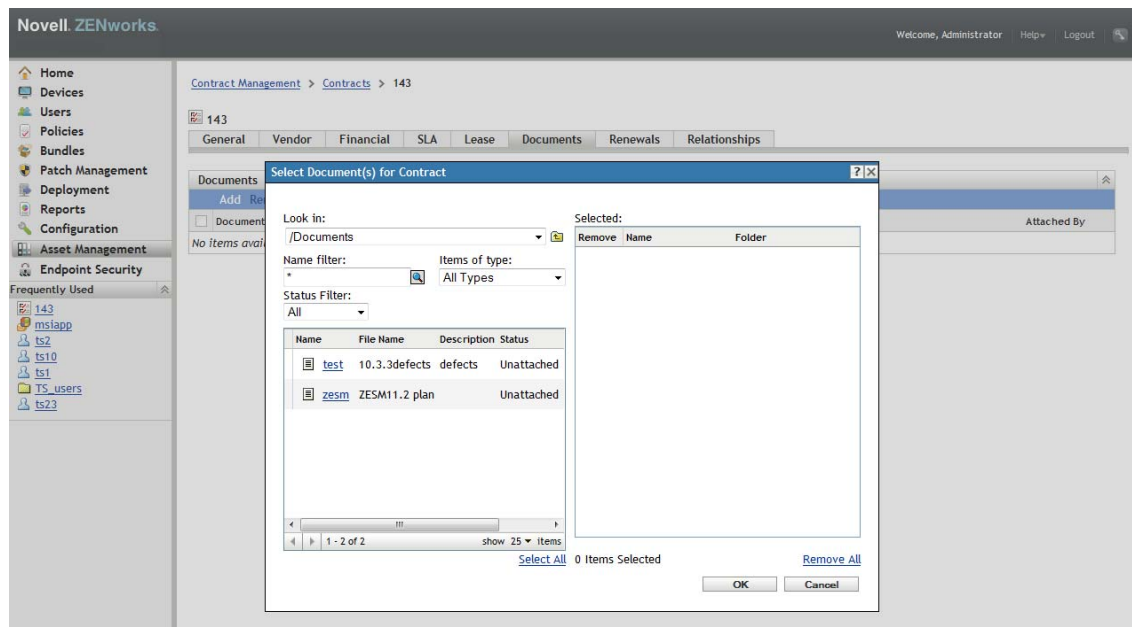 Novell. ZENworks.
Welcome, Administrator Help Logout
Home
Devices
Users
Policies
Bundles
Patch Management
Deployment
Reports
Configuration
Asset Management
Endpoint Security
Frequently Used
143
msiapp
ts2
ts10
ts1
TS_users
ts23
Contract Management > Contracts > 143
143
General Vendor Financial SLA Lease Documents Renewals Relationships
Documents
Add
Document
Attached By
No items
Select Document(s) for Contract
Look in:
/Documents
Name filter: Items of type:
* All Types
Status Filter:
All
Name File Name Description Status
test 10.3.3defects defects Unattached
zesm ZESM11.2 plan Unattached
1 - 2 of 2 show 25 items
Select All
Selected:
Remove Name Folder
0 Items Selected Remove All
OK Cancel